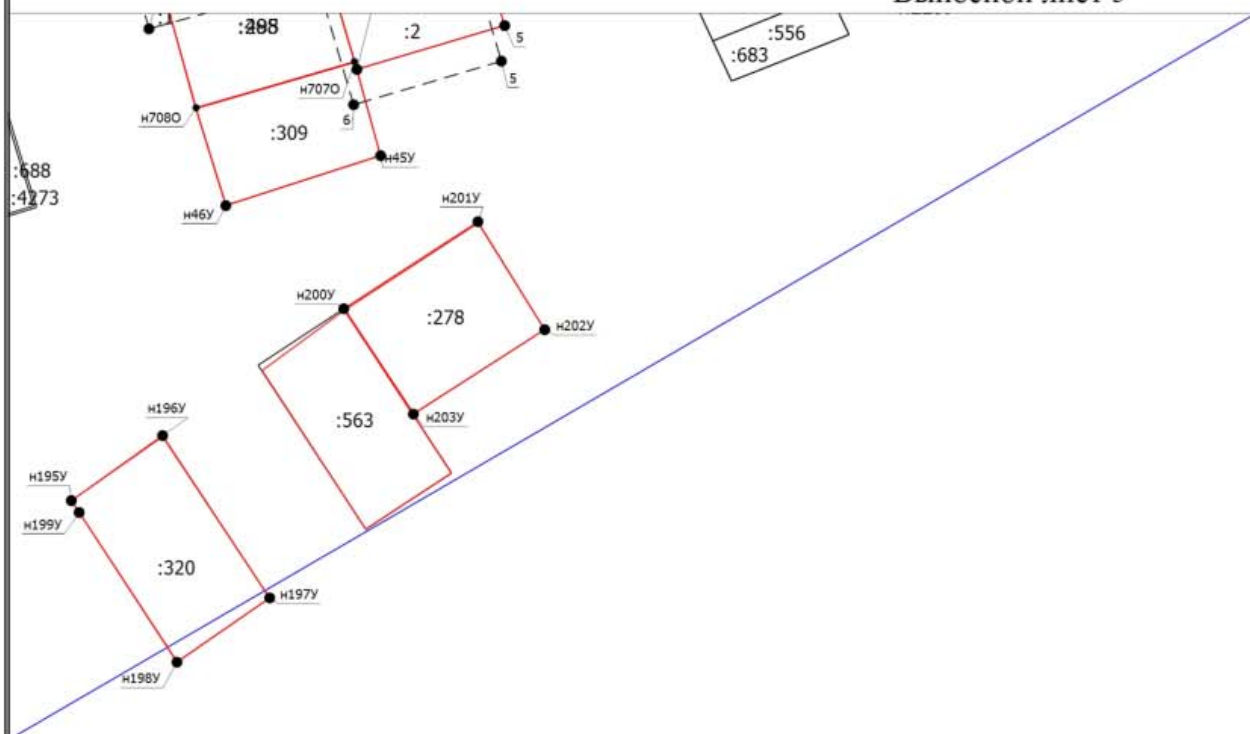 :2
5
:556
:683
5
н707О
6
н708О
:309
н45У
:688
:4273
н46У
н201У
н200У
:278
н202У
:563
н203У
н196У
н195У
н199У
:320
н197У
н198У